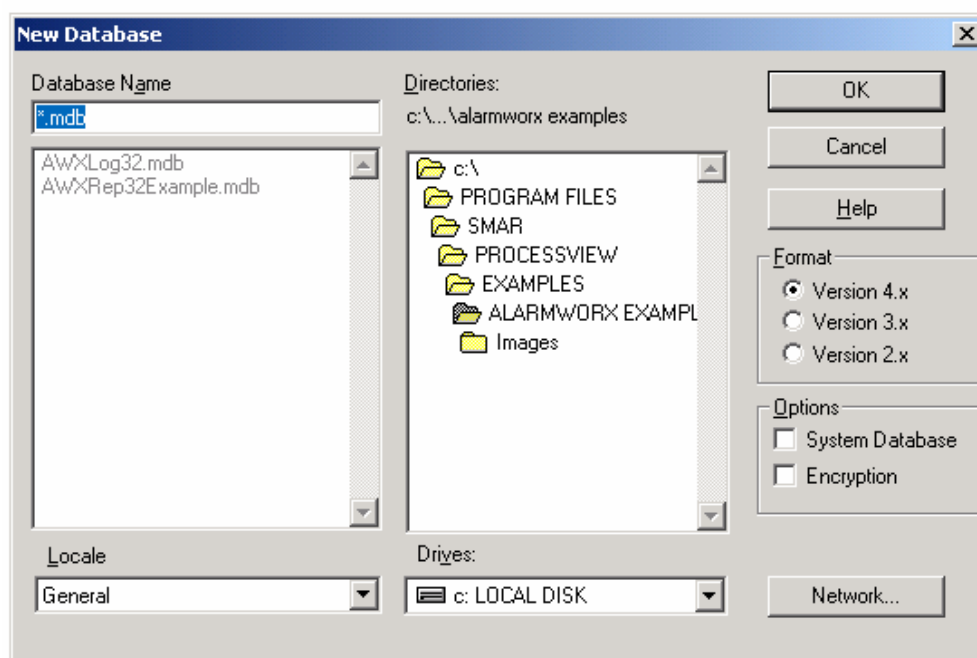 New Database
Database Name
*.mdb
AWXLog32.mdb
AWXRep32Example.mdb
Locale
General
Directories:
c:\...\alarmworx examples
c:\
PROGRAM FILES
SMAR
PROCESSVIEW
EXAMPLES
ALARMWORX EXAMPL
Images
Drives:
c: LOCAL DISK
OK
Cancel
Help
Format
Version 4.x
Version 3.x
Version 2.x
Options
System Database
Encryption
Network...